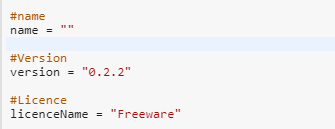 #name
name = ""
#Version
version = "0.2.2"
#Licence
licenceName = "Freeware"